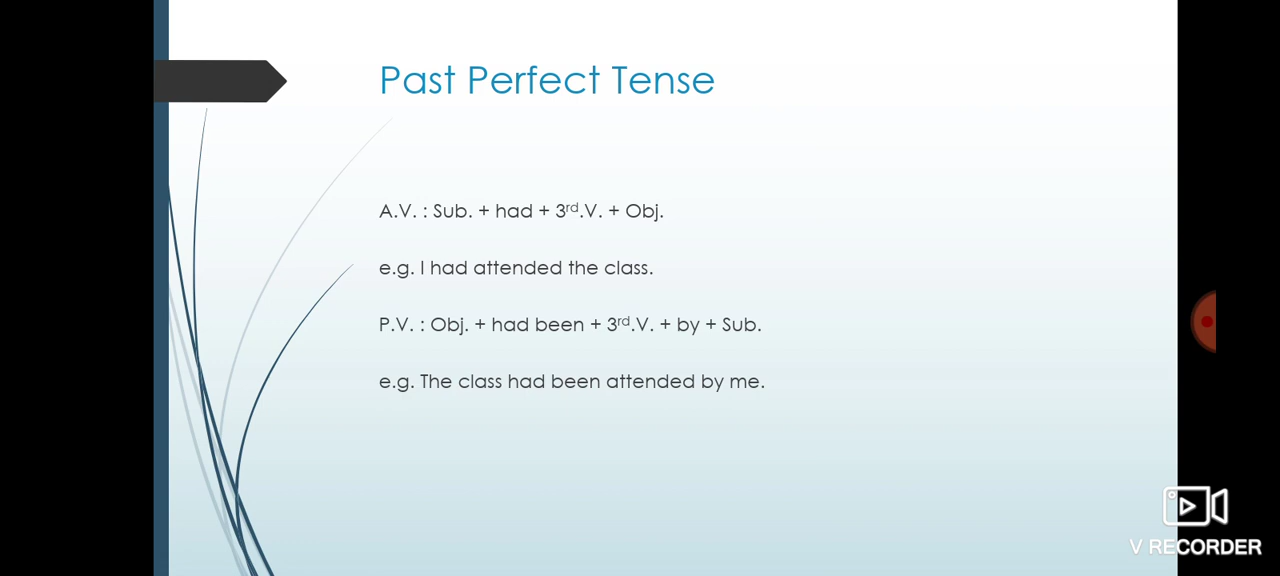 Past Perfect Tense
A.V. : Sub. + had + 3rd.V. + Obj.
e.g. I had attended the class.
P.V. : Obj. + had been + 3rd.V. + by + Sub.
e.g. The class had been attended by me.
V RECORDER